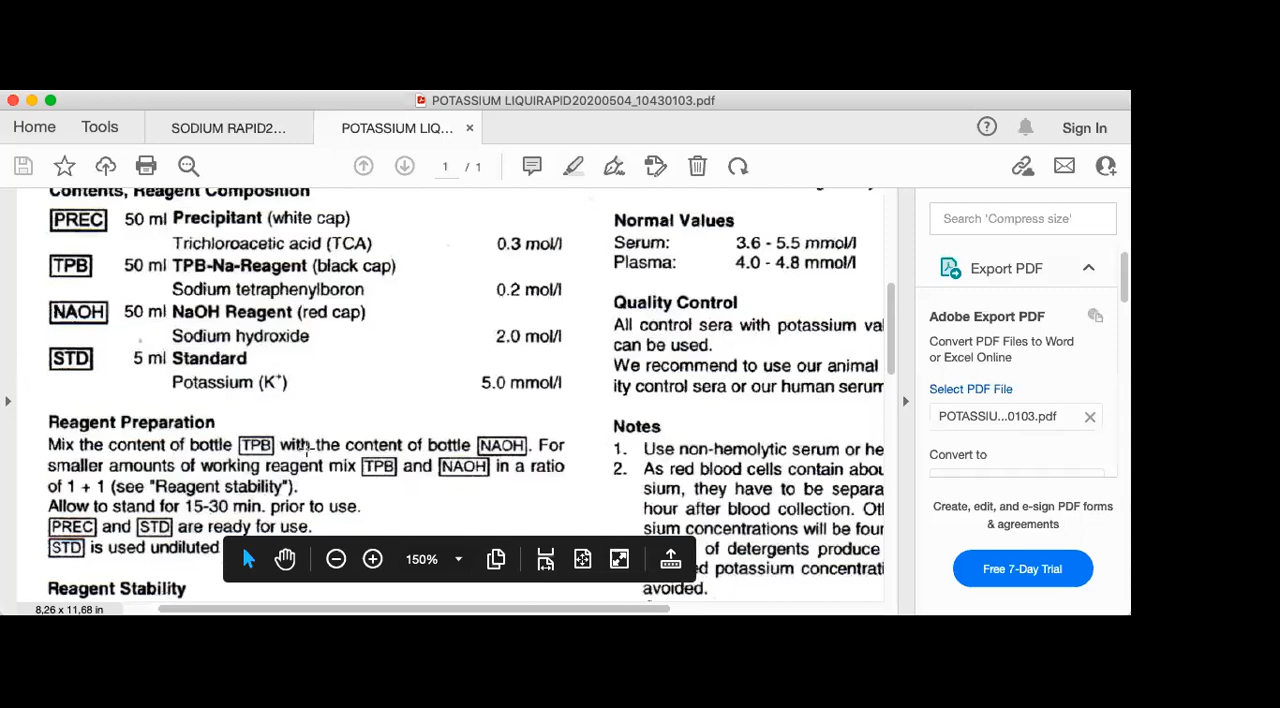 POTASSIUM LIQUIRAPID20200504_10430103.pdf
Home
Tools
SODIUM RAPID2...
POTASSIUM LIQ... ×
Sign In
1 / 1
Contents, Reagent Composition
PREC 50 ml Precipitant (white cap)
Trichloroacetic acid (TCA) 0.3 mol/l
TPB 50 ml TPB-Na-Reagent (black cap)
Sodium tetraphenylboron 0.2 mol/l
NAOH 50 ml NaOH Reagent (red cap)
Sodium hydroxide 2.0 mol/l
STD 5 ml Standard
Potassium (K+) 5.0 mmol/l
Reagent Preparation
Mix the content of bottle TPB with the content of bottle NAOH. For
smaller amounts of working reagent mix TPB and NAOH in a ratio
of 1 + 1 (see "Reagent stability").
Allow to stand for 15-30 min. prior to use.
PREC and STD are ready for use.
STD is used undiluted
Reagent Stability
Normal Values
Serum: 3.6 - 5.5 mmol/l
Plasma: 4.0 - 4.8 mmol/l
Quality Control
All control sera with potassium va
can be used.
We recommend to use our animal
ity control sera or our human serum
Notes
1. Use non-hemolytic serum or he
2. As red blood cells contain abou
sium, they have to be separa
hour after blood collection. Oth
sium concentrations will be four
of detergents produce
ed potassium concentrati
avoided.
150%
8,26 x 11,68 in
Search 'Compress size'
Export PDF
Adobe Export PDF
Convert PDF Files to Word
or Excel Online
Select PDF File
POTASSIU...0103.pdf
Convert to
Create, edit, and e-sign PDF forms
& agreements
Free 7-Day Trial